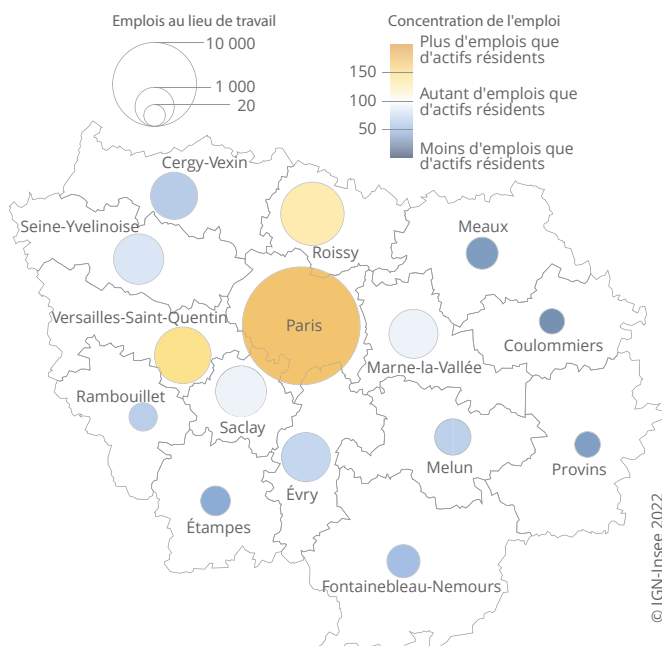 Emplois au lieu de travail
10 000
1 000
20
Concentration de l'emploi
Plus d'emplois que
d'actifs résidents
150
Autant d'emplois que
d'actifs résidents
100
50
Moins d'emplois que
d'actifs résidents
Cergy-Vexin
Roissy
Meaux
Seine-Yvelinoise
Versailles-Saint-Quentin
Paris
Coulommiers
Marne-la-Vallée
Rambouillet
Saclay
Melun
Provins
Évry
Étampes
Fontainebleau-Nemours
© IGN-Insee 2022